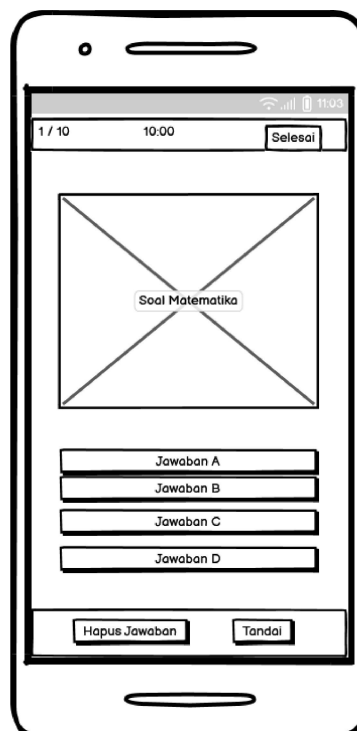 11:03
1 / 10 10:00 Selesai
Soal Matematika
Jawaban A
Jawaban B
Jawaban C
Jawaban D
Hapus Jawaban Tandai